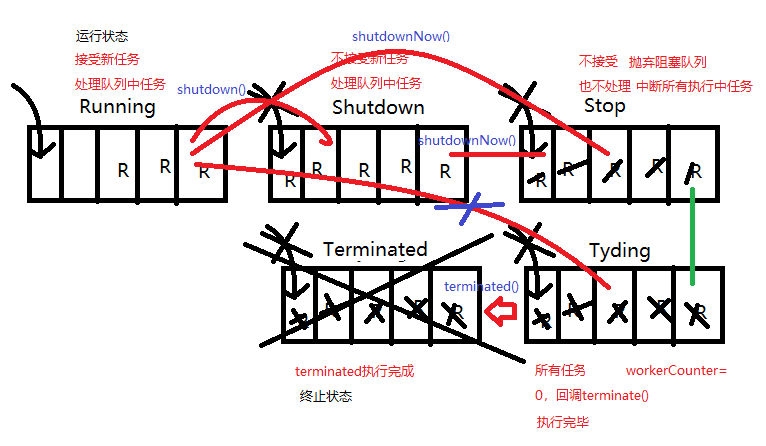 shutdownNow()
运行状态
接受新任务
处理队列中任务
Running
shutdown()
不接受新任务
处理队列中任务
Shutdown
不接受 抛弃阻塞队列
也不处理 中断所有执行中任务
Stop
shutdownNow()
R R R
R R R R R
R R R R R
Terminated
Tyding
terminated()
R R R R R
R R R R R
terminated执行完成
终止状态
所有任务 workerCounter=
0，回调terminate()
执行完毕